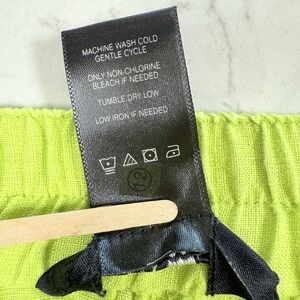 MACHINE WASH COLD
GENTLE CYCLE
ONLY NON-CHLORINE
BLEACH IF NEEDED
TUMBLE DRY LOW
LOW IRON IF NEEDED